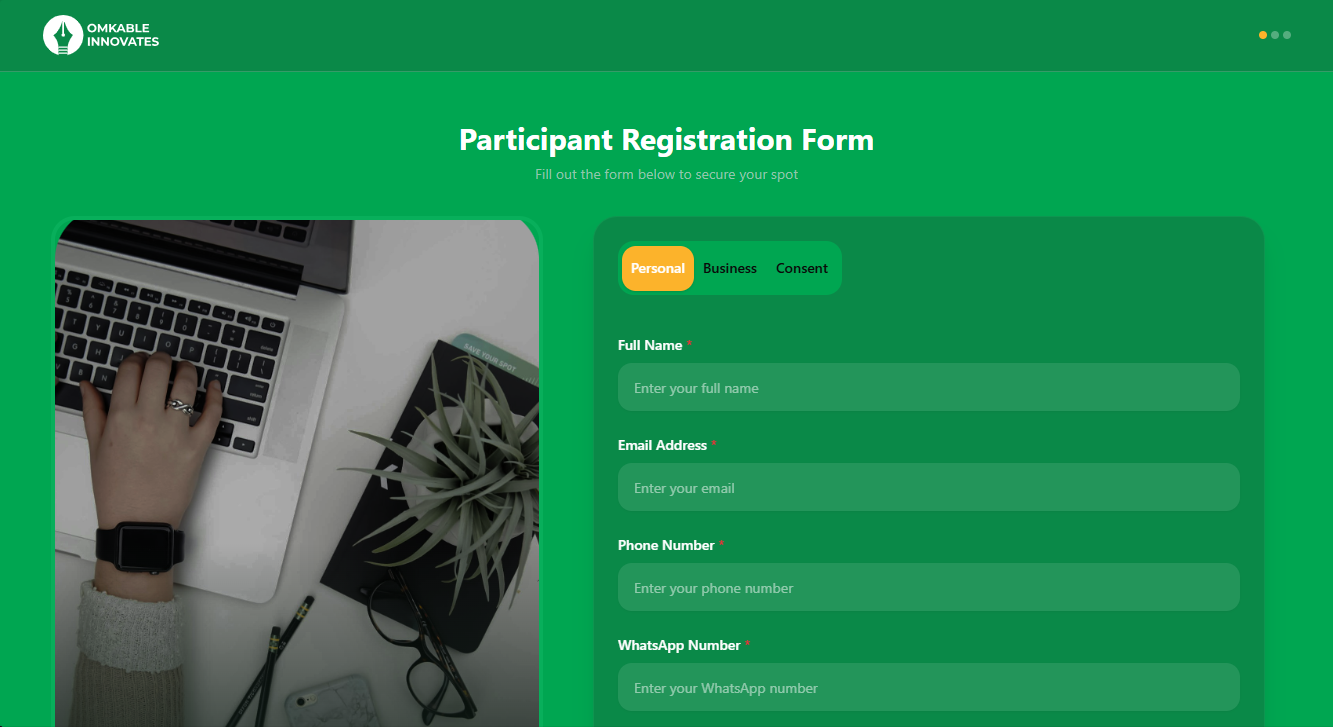 OMKABLE
INNOVATES
Participant Registration Form
Fill out the form below to secure your spot
SAVE YOUR SPOT
Personal Business Consent
Full Name *
Enter your full name
Email Address *
Enter your email
Phone Number *
Enter your phone number
WhatsApp Number *
Enter your WhatsApp number